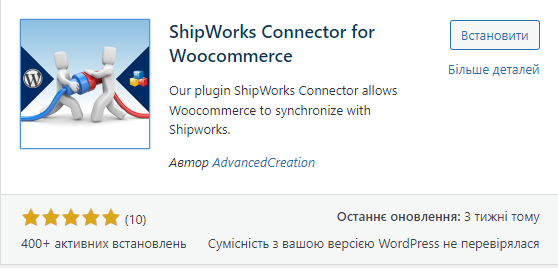 ShipWorks Connector for
Woocommerce
Встановити
Більше деталей
Our plugin ShipWorks Connector allows
Woocommerce to synchronize with
Shipworks.
Автор AdvancedCreation
(10)
Останнє оновлення: 3 тижні тому
400+ активних встановлень
Сумісність з вашою версією WordPress не перевірялася